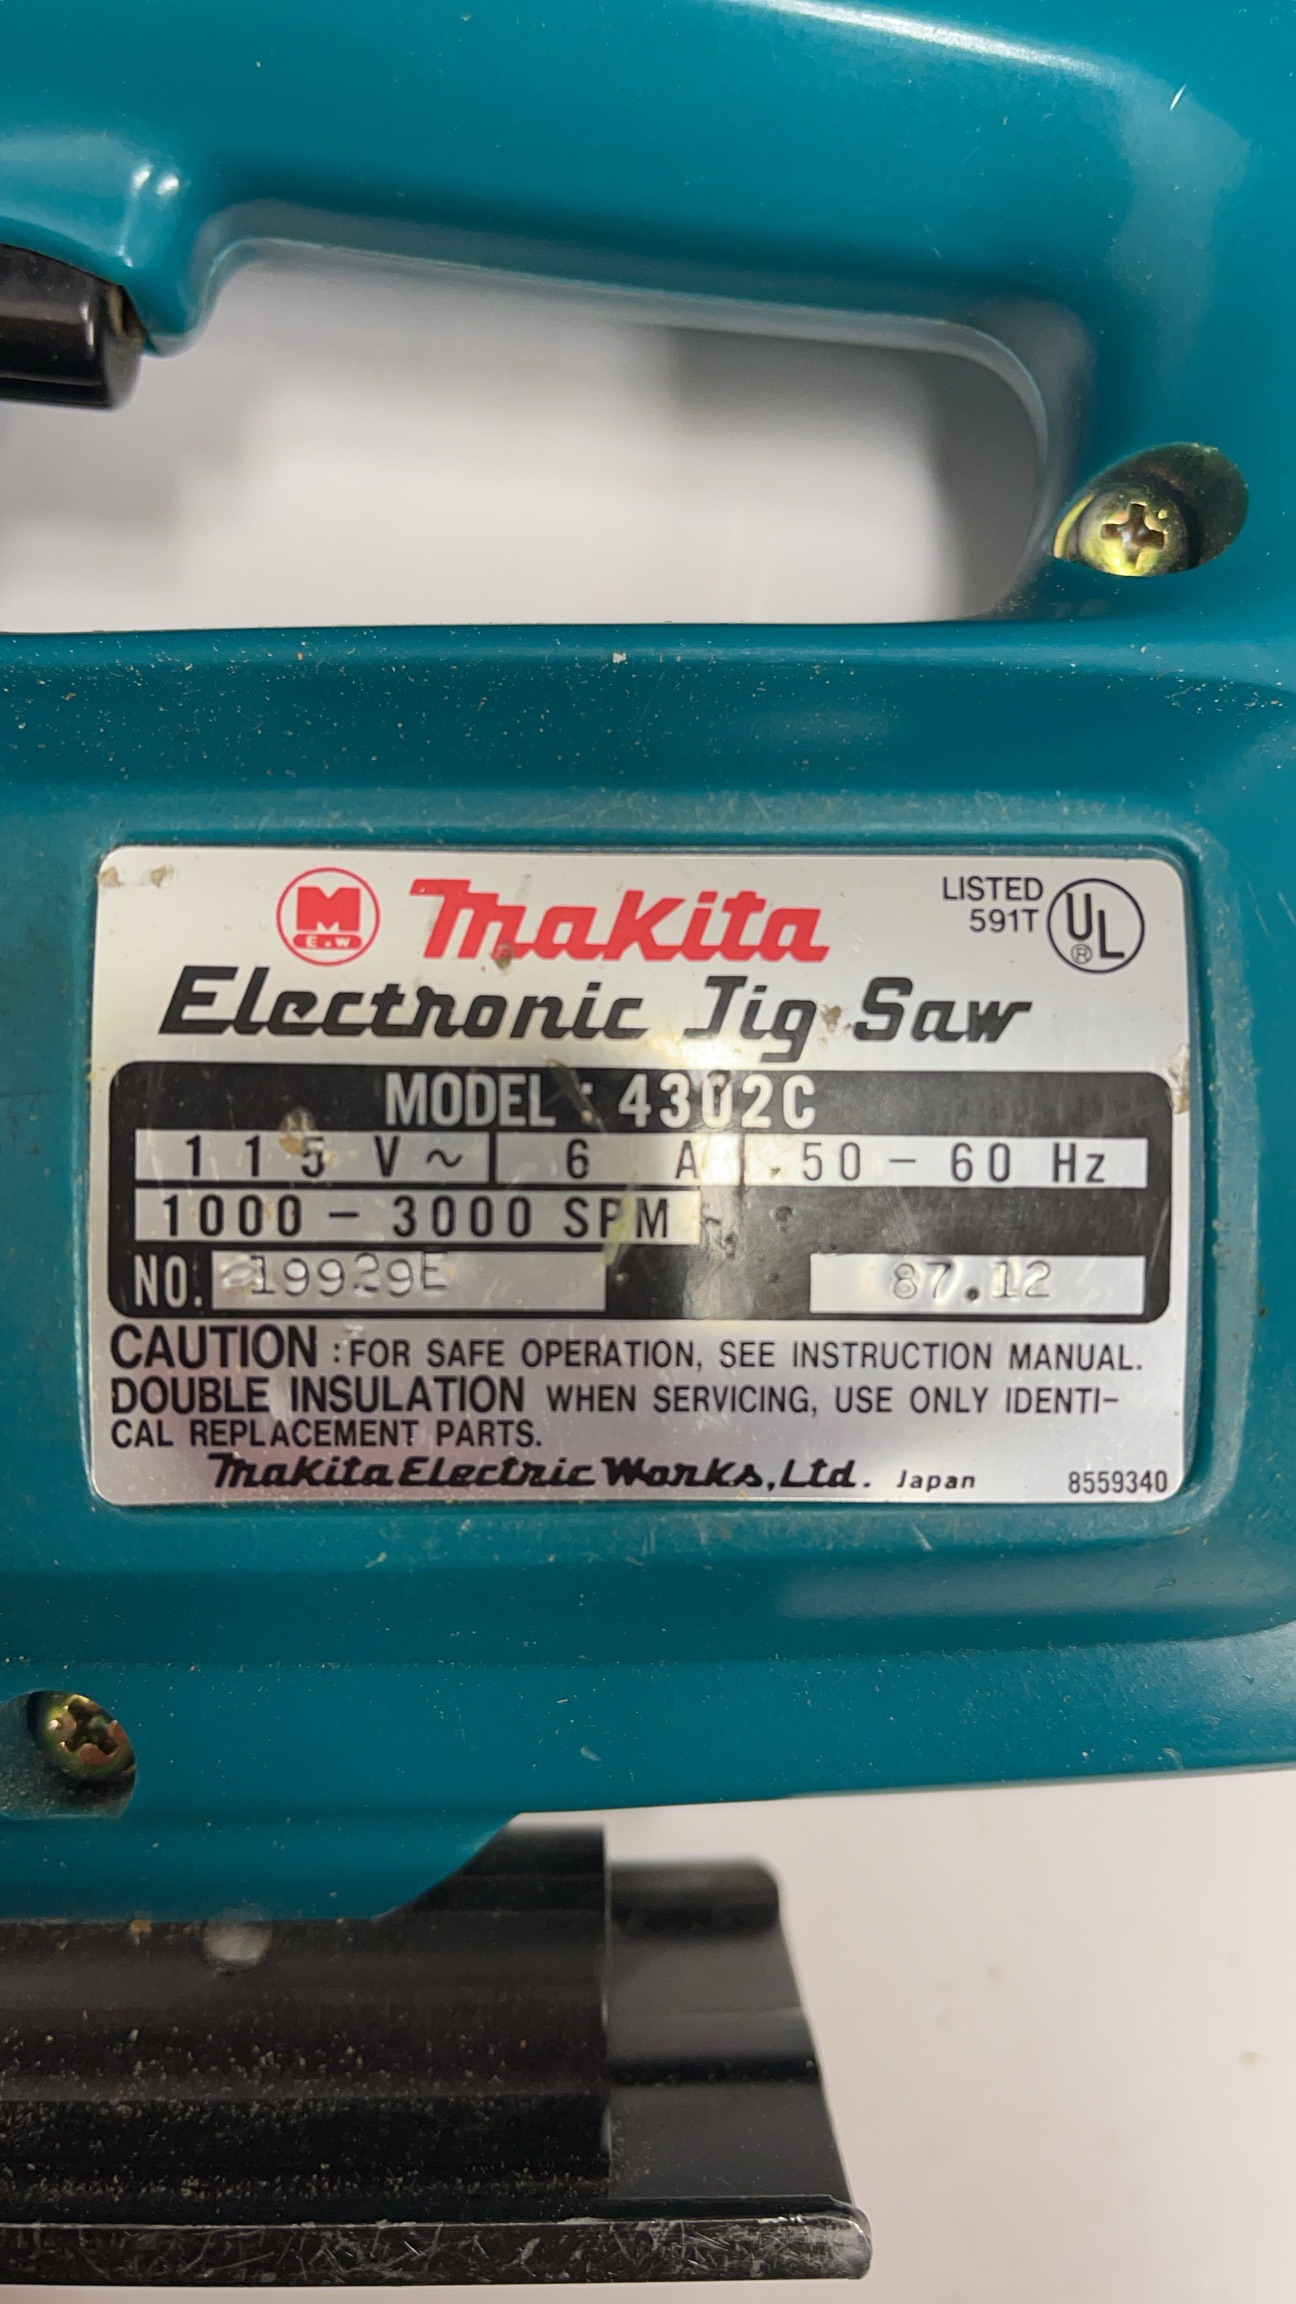 M
E.W
Makita
LISTED
591T
UL
®
Electronic Jig Saw
MODEL : 4302C
115 V~ 6 A 50-60 Hz
1000-3000 SPM
NO. 87.12
CAUTION : FOR SAFE OPERATION, SEE INSTRUCTION MANUAL.
DOUBLE INSULATION WHEN SERVICING, USE ONLY IDENTI-
CAL REPLACEMENT PARTS.
Makita Electric Works, Ltd. Japan 8559340